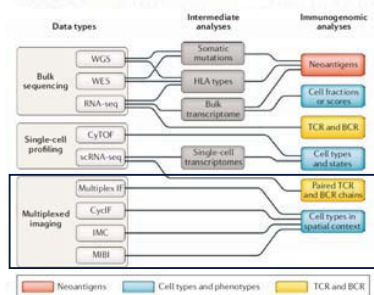 Data types
Intermediate
analyses
Immunogenomic
analyses
Bulk
sequencing
WGS
WES
RNA-seq
Somatic
mutations
HLA types
Bulk
transcriptome
Neoantigens
Cell fractions
or scores
TCR and BCR
Single-cell
profiling
CyTOF
scRNA-seq
Single-cell
transcriptomes
Cell types
and states
Paired TCR
and BCR chains
Multiplexed
imaging
Multiplex IF
CycIF
IMC
MIBI
Cell types in
spatial context
Neoantigens
Cell types and phenotypes
TCR and BCR